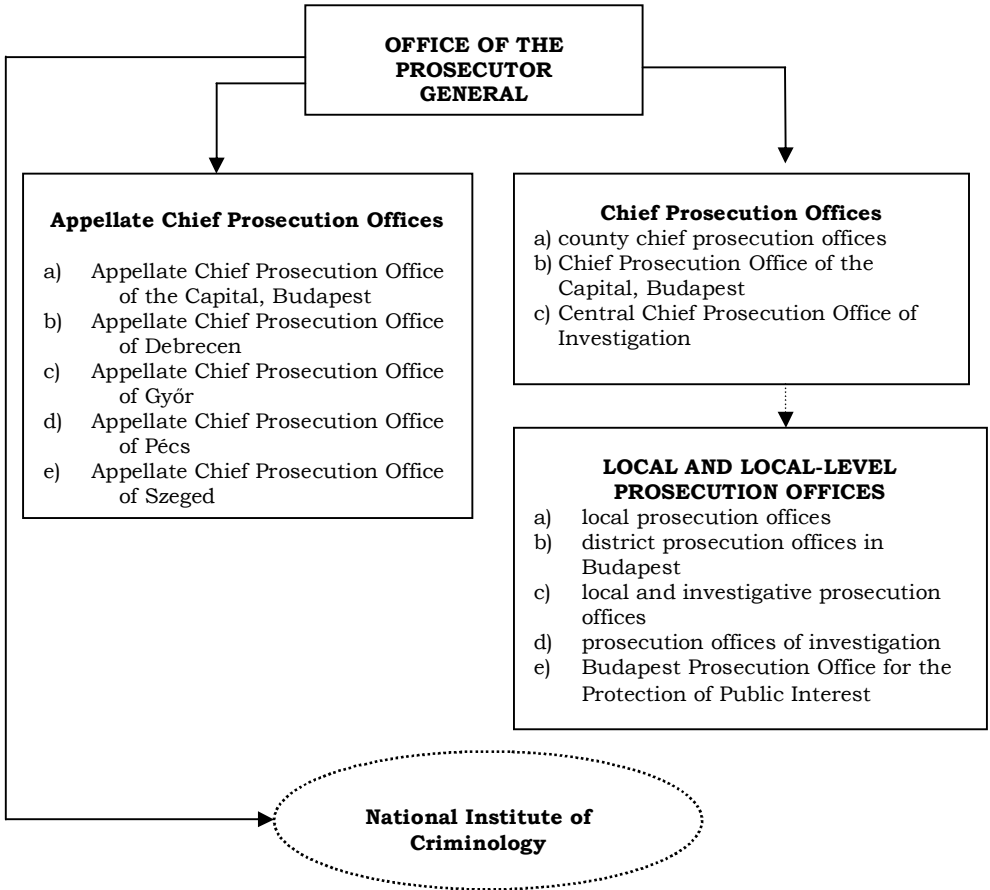 OFFICE OF THE
PROSECUTOR
GENERAL
Appellate Chief Prosecution Offices
a) Appellate Chief Prosecution Office
of the Capital, Budapest
b) Appellate Chief Prosecution Office
of Debrecen
c) Appellate Chief Prosecution Office
of Győr
d) Appellate Chief Prosecution Office
of Pécs
e) Appellate Chief Prosecution Office
of Szeged
Chief Prosecution Offices
a) county chief prosecution offices
b) Chief Prosecution Office of the
Capital, Budapest
c) Central Chief Prosecution Office of
Investigation
LOCAL AND LOCAL-LEVEL
PROSECUTION OFFICES
a) local prosecution offices
b) district prosecution offices in
Budapest
c) local and investigative prosecution
offices
d) prosecution offices of investigation
e) Budapest Prosecution Office for the
Protection of Public Interest
National Institute of
Criminology